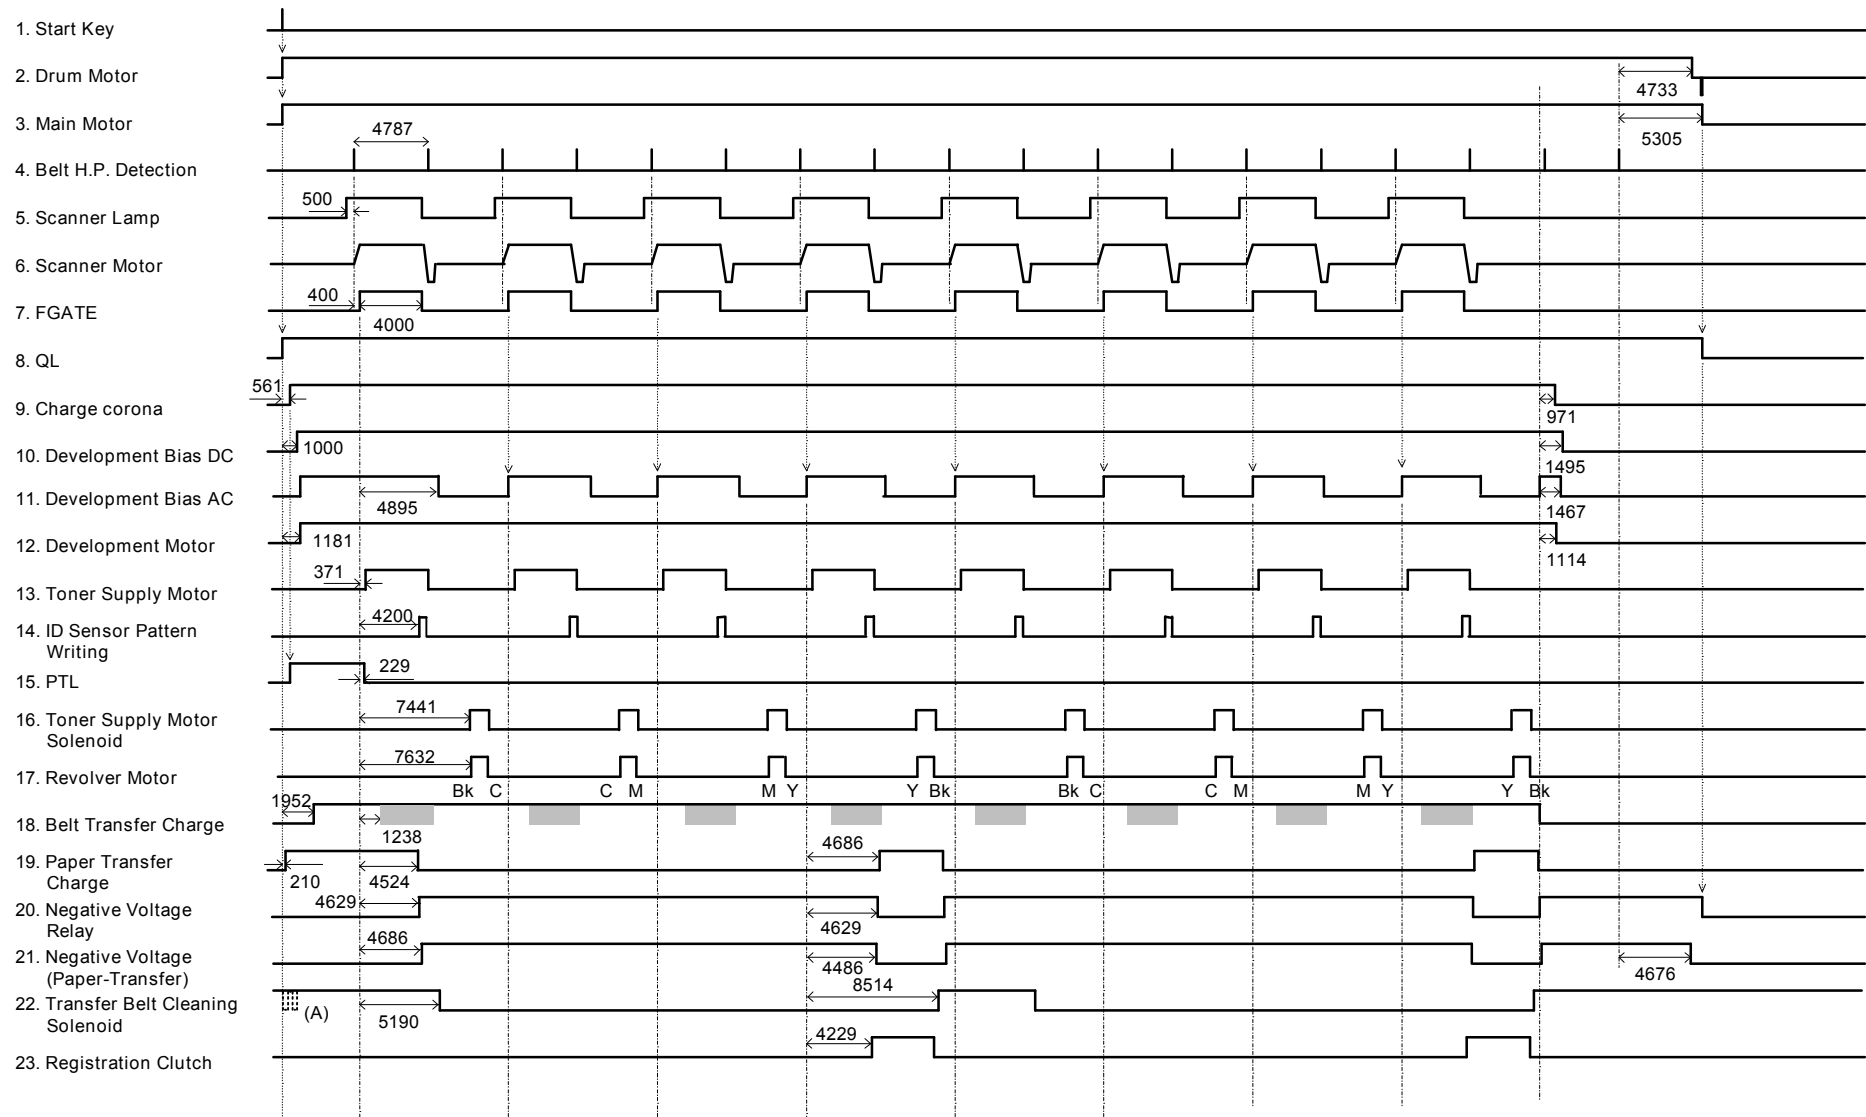 1. Start Key
2. Drum Motor
4733
3. Main Motor
4787
5305
4. Belt H.P. Detection
500
5. Scanner Lamp
6. Scanner Motor
400
7. FGATE
4000
8. QL
561
9. Charge corona
971
10. Development Bias DC
1000
1495
11. Development Bias AC
4895
1467
12. Development Motor
1181
1114
371
13. Toner Supply Motor
4200
14. ID Sensor Pattern
Writing
229
15. PTL
7441
16. Toner Supply Motor
Solenoid
7632
17. Revolver Motor
Bk C C M M Y Y Bk Bk C C M M Y Y Bk
1952
18. Belt Transfer Charge
1238
4686
19. Paper Transfer
Charge
210
4524
4629
20. Negative Voltage
Relay
4629
4686
21. Negative Voltage
(Paper-Transfer)
4486
4676
8514
22. Transfer Belt Cleaning
Solenoid
(A)
5190
4229
23. Registration Clutch